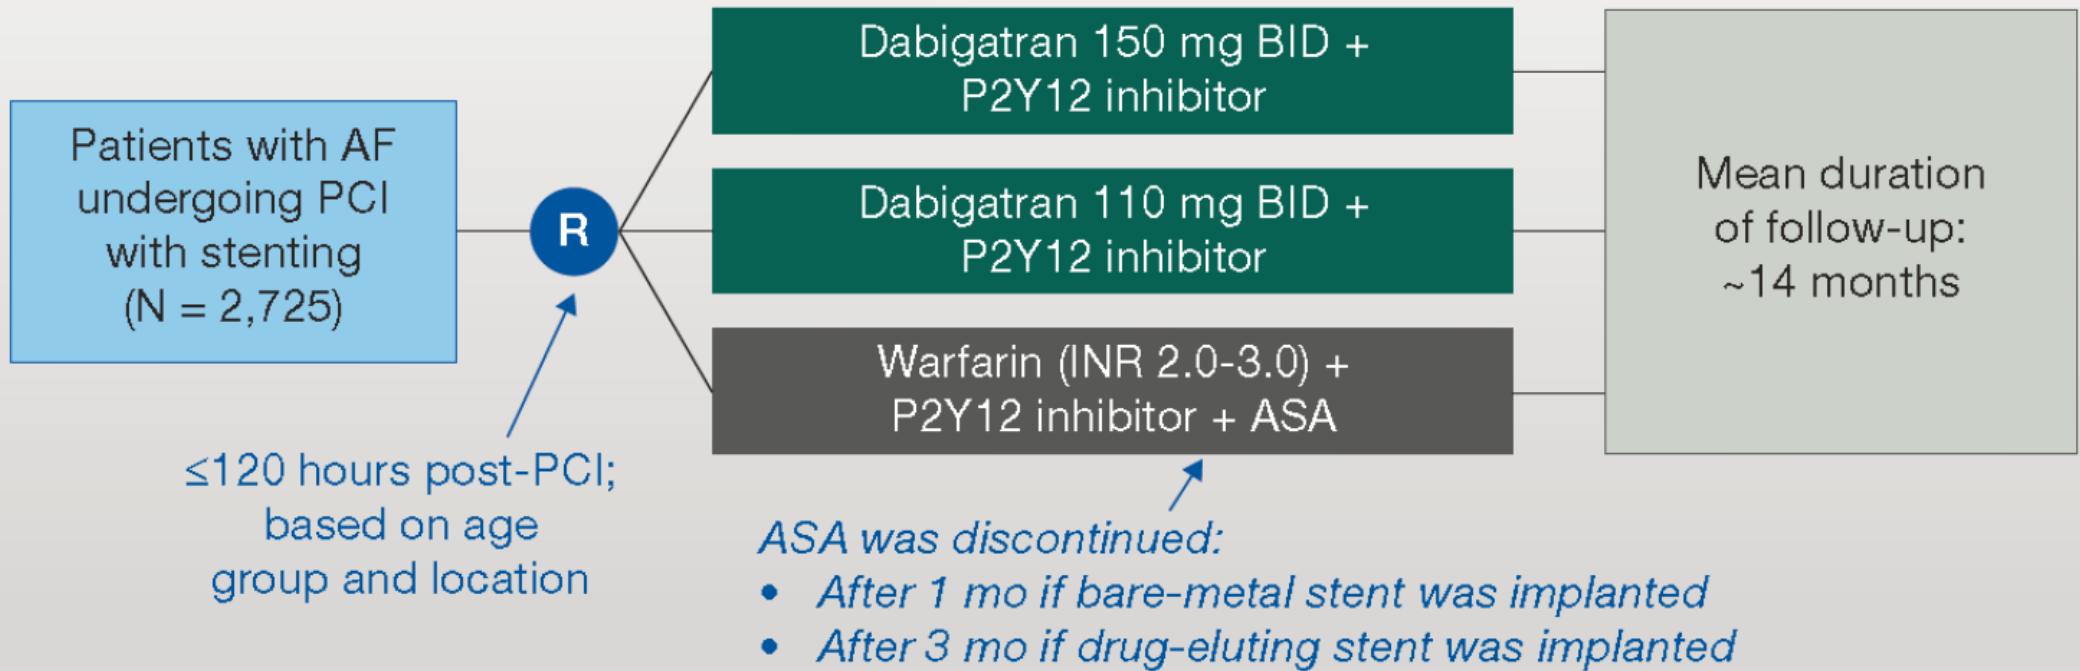 Patients with AF
undergoing PCI
with stenting
(N = 2,725)
R
≤120 hours post-PCI;
based on age
group and location
Dabigatran 150 mg BID +
P2Y12 inhibitor
Dabigatran 110 mg BID +
P2Y12 inhibitor
Warfarin (INR 2.0-3.0) +
P2Y12 inhibitor + ASA
ASA was discontinued:
• After 1 mo if bare-metal stent was implanted
• After 3 mo if drug-eluting stent was implanted
Mean duration
of follow-up:
~14 months